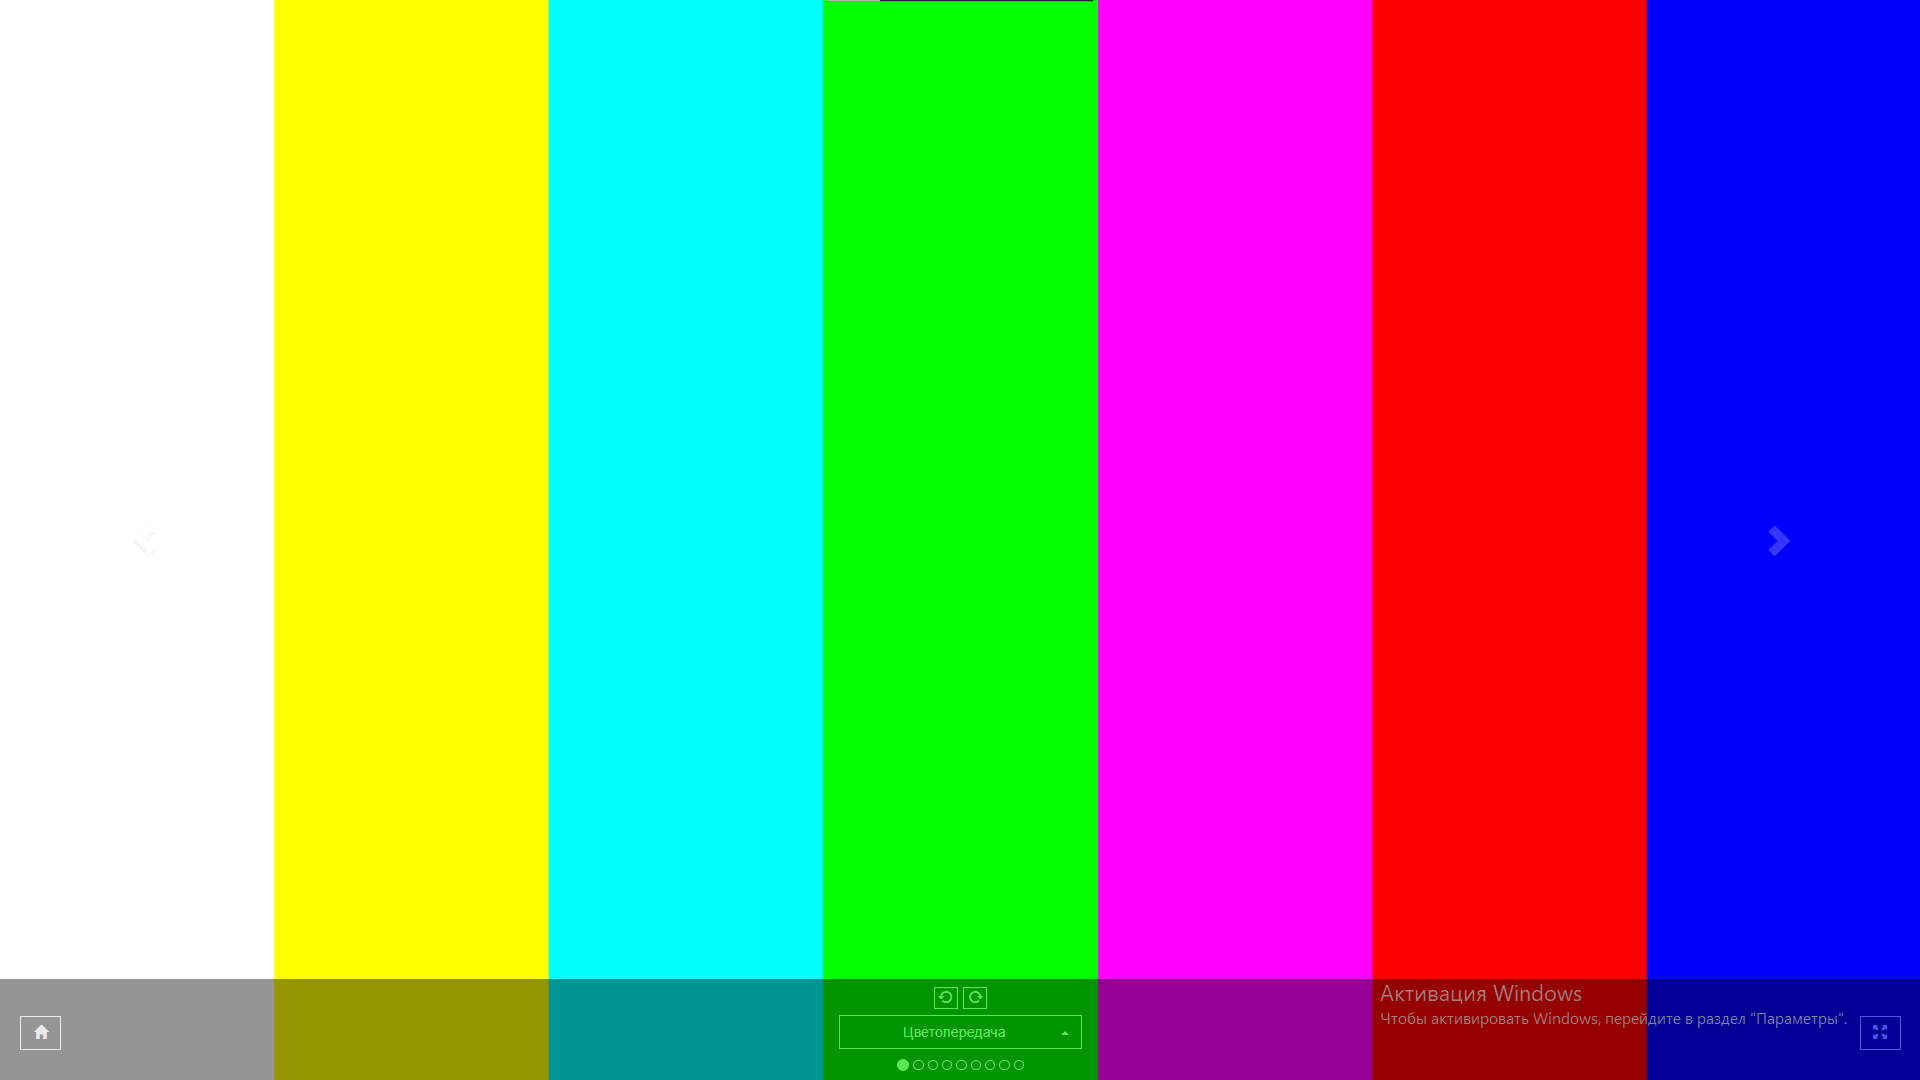 Цветопередача
Активация Windows
Чтобы активировать Windows, перейдите в раздел "Параметры".